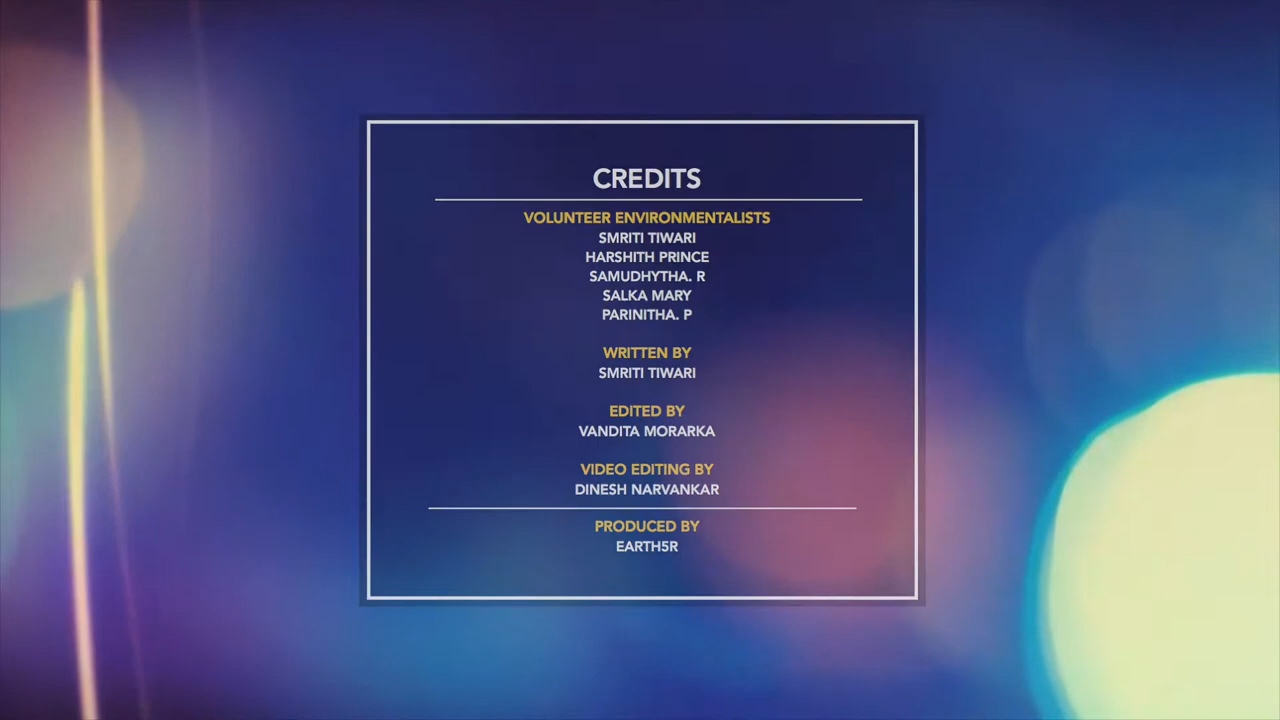 CREDITS
VOLUNTEER ENVIRONMENTALISTS
SMRITI TIWARI
HARSHITH PRINCE
SAMUDHYTHA. R
SALKA MARY
PARINITHA. P
WRITTEN BY
SMRITI TIWARI
EDITED BY
VANDITA MORARKA
VIDEO EDITING BY
DINESH NARVANKAR
PRODUCED BY
EARTH5R